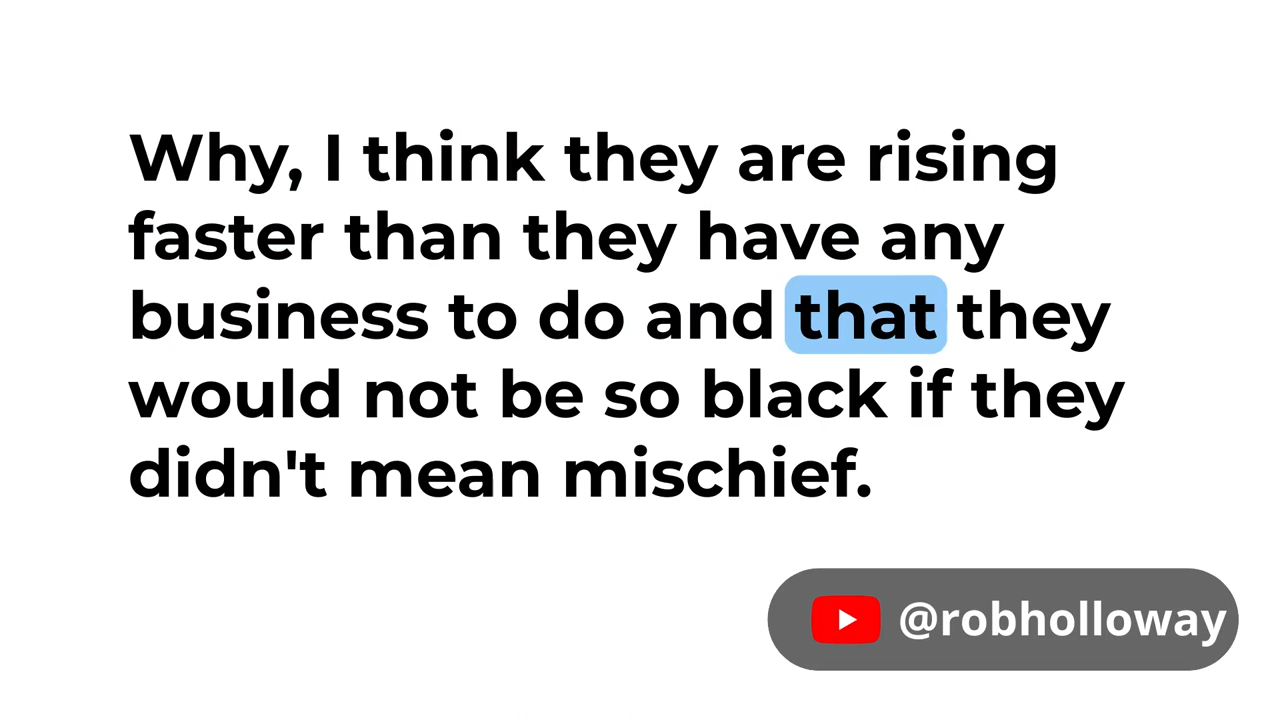 Why, I think they are rising
faster than they have any
business to do and that they
would not be so black if they
didn't mean mischief.
@robholloway